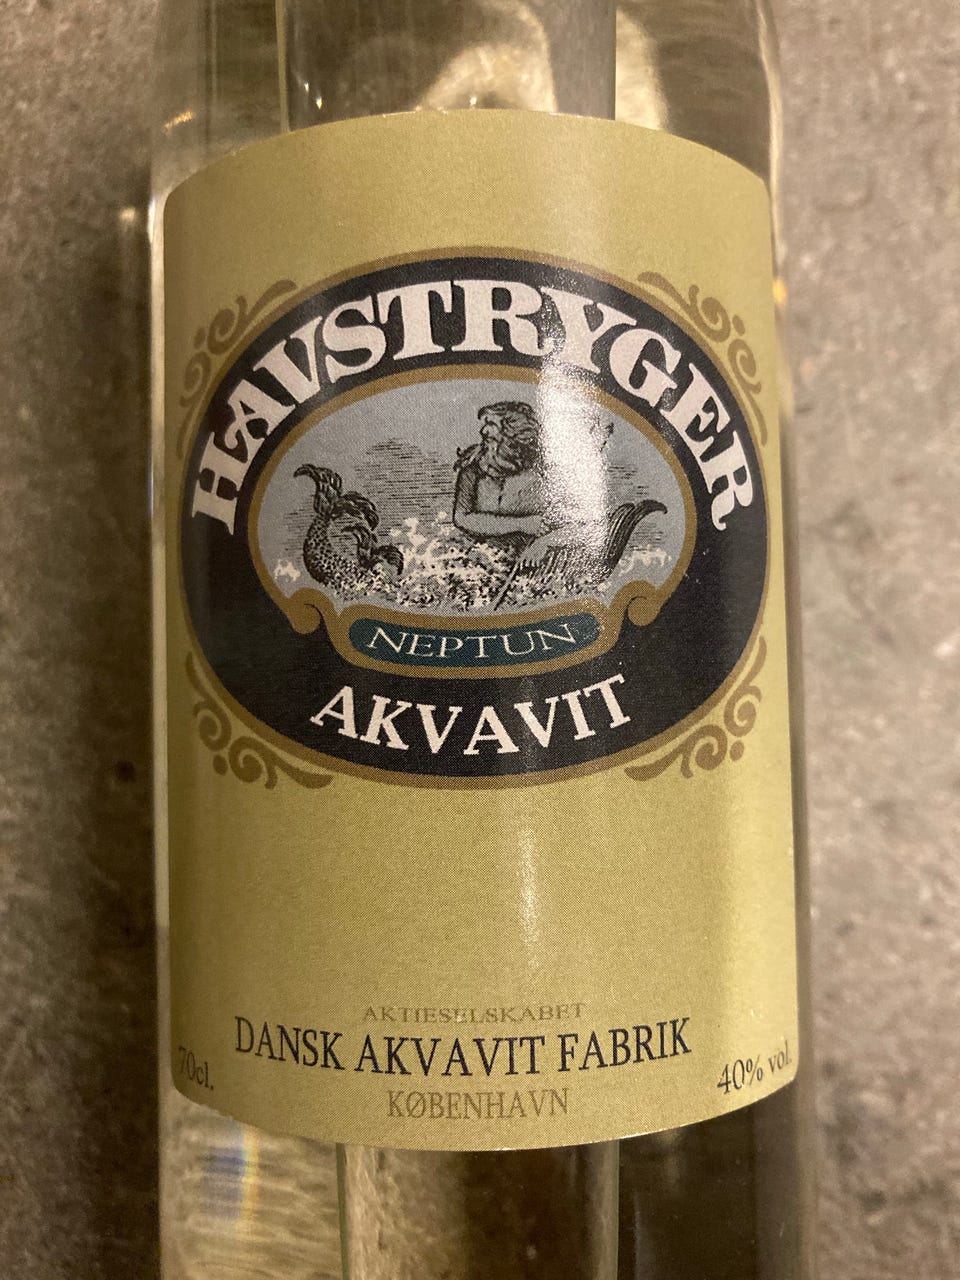 HAVSTRYGER
NEPTUN
AKVAVIT
AKTIESELSKABET
DANSK AKVAVIT FABRIK
70cl.
40% vol.
KØBENHAVN